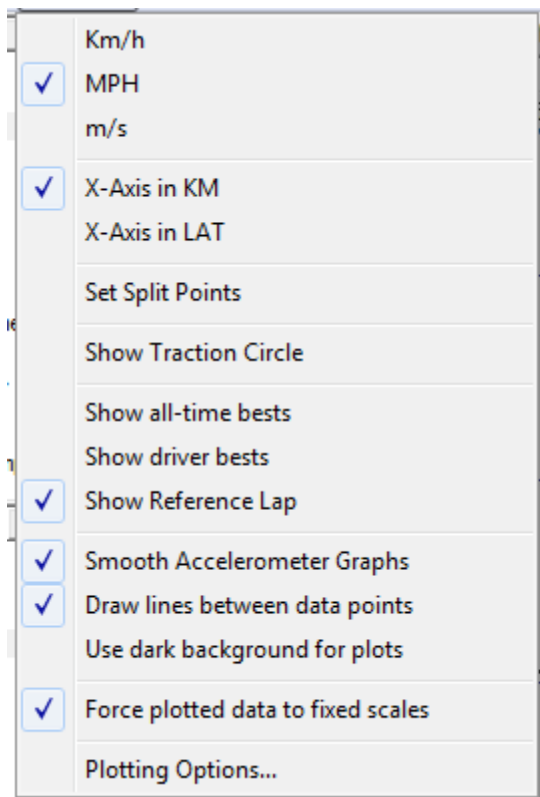 Km/h
MPH
m/s
X-Axis in KM
X-Axis in LAT
Set Split Points
Show Traction Circle
Show all-time bests
Show driver bests
Show Reference Lap
Smooth Accelerometer Graphs
Draw lines between data points
Use dark background for plots
Force plotted data to fixed scales
Plotting Options...